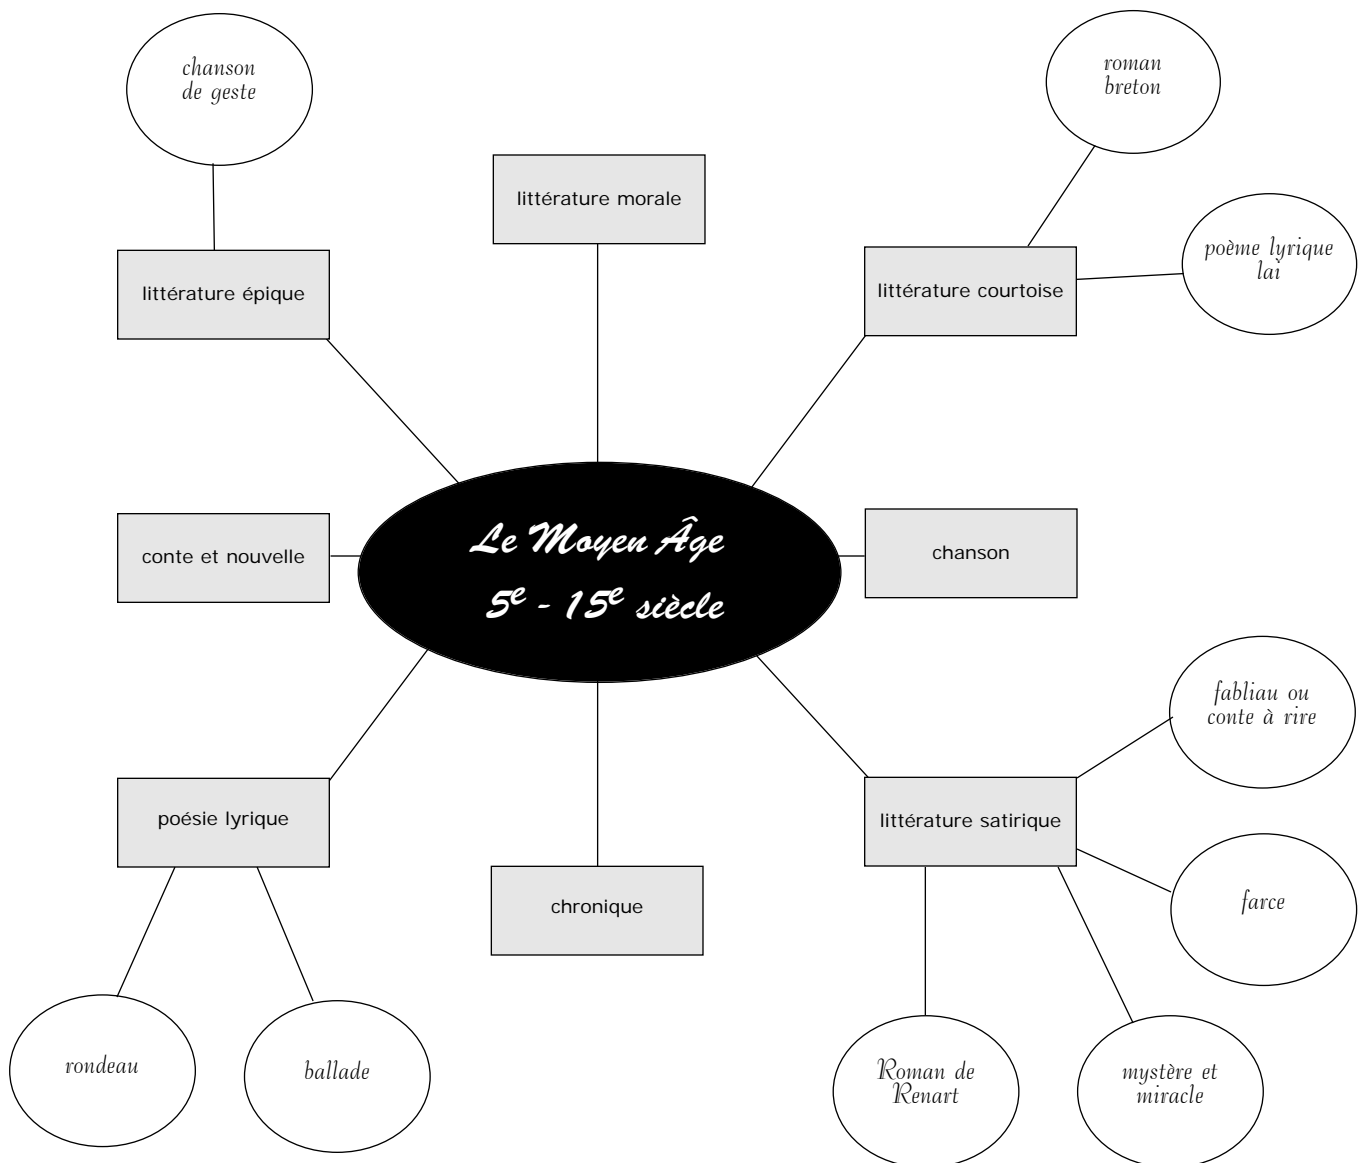 chanson
de geste
roman
breton
littérature morale
poème lyrique
lai
littérature épique
littérature courtoise
Le Moyen Âge
5e - 15e siècle
conte et nouvelle
chanson
fabliau ou
conte à rire
poésie lyrique
littérature satirique
chronique
farce
rondeau
ballade
Roman de
Renart
mystère et
miracle